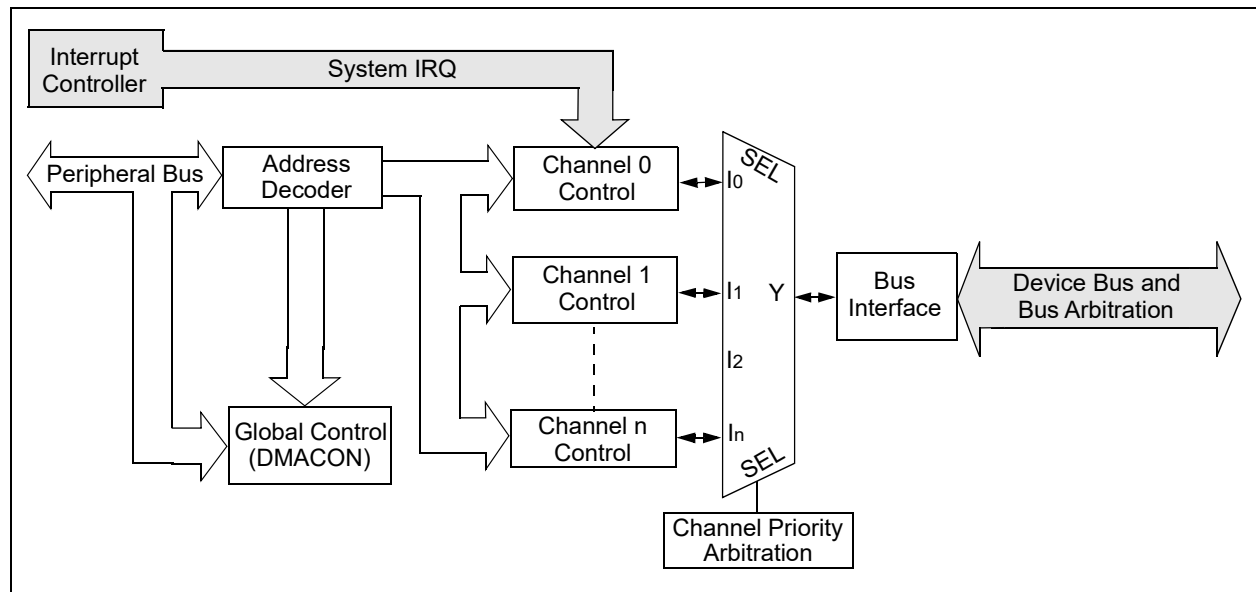 Interrupt
Controller
System IRQ
Peripheral Bus
Address
Decoder
Channel 0
Control
SEL
I0
Channel 1
Control
I1
Y
Bus
Interface
Device Bus and
Bus Arbitration
I2
Global Control
(DMACON)
Channel n
Control
In
SEL
Channel Priority
Arbitration